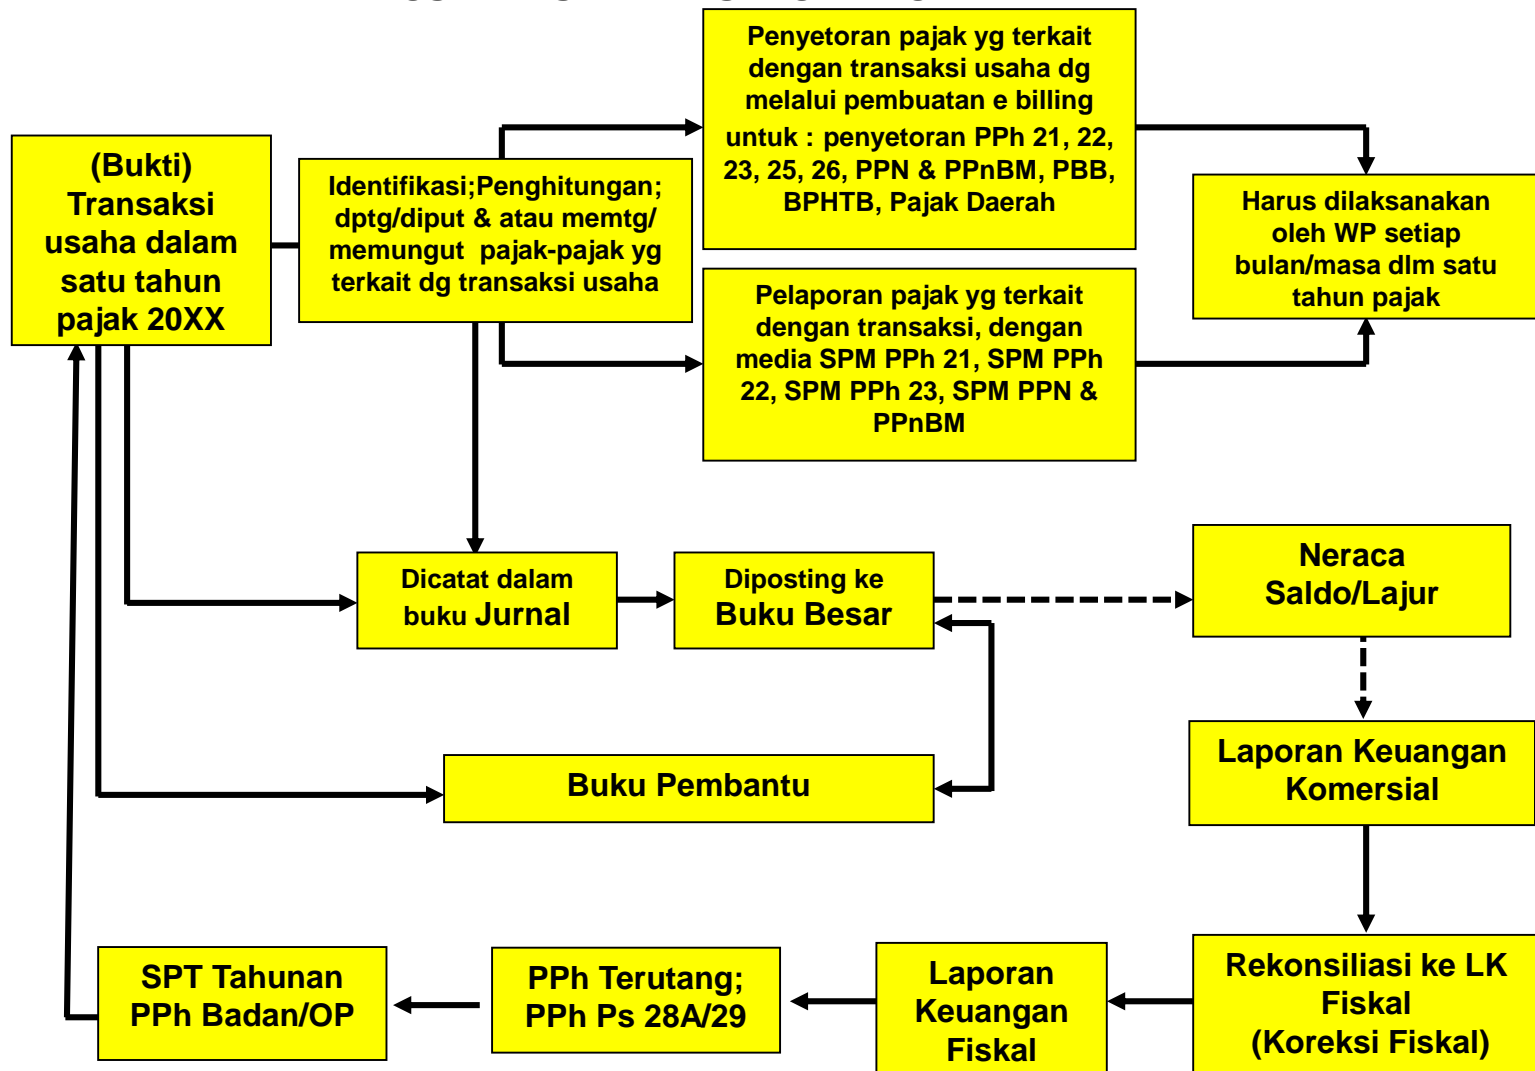 Penyetoran pajak yg terkait
dengan transaksi usaha dg
melalui pembuatan e billing
untuk : penyetoran PPh 21, 22,
23, 25, 26, PPN & PPnBM, PBB,
BPHTB, Pajak Daerah
(Bukti)
Transaksi
usaha dalam
satu tahun
pajak 20XX
Identifikasi;Penghitungan;
dptg/diput & atau memtg/
memungut pajak-pajak yg
terkait dg transaksi usaha
Harus dilaksanakan
oleh WP setiap
bulan/masa dlm satu
tahun pajak
Pelaporan pajak yg terkait
dengan transaksi, dengan
media SPM PPh 21, SPM PPh
22, SPM PPh 23, SPM PPN &
PPnBM
Dicatat dalam
buku Jurnal
Diposting ke
Buku Besar
Neraca
Saldo/Lajur
Buku Pembantu
Laporan Keuangan
Komersial
SPT Tahunan
PPh Badan/OP
PPh Terutang;
PPh Ps 28A/29
Laporan
Keuangan
Fiskal
Rekonsiliasi ke LK
Fiskal
(Koreksi Fiskal)